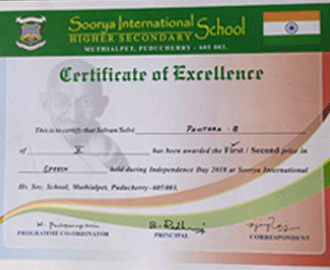 Soorya International School
HIGHER SECONDARY
MUTHIALPET, PUDUCHERRY - 605 003.
Certificate of Excellence
This is to certify that Selvan/Selvi
of X has been awarded the First / Second prize in
SPEECH held during Independence Day 2018 at Soorya International
Hr. Sec. School, Muthialpet, Puducherry - 605 003.
PROGRAMME CO-ORDINATOR PRINCIPAL CORRESPONDENT